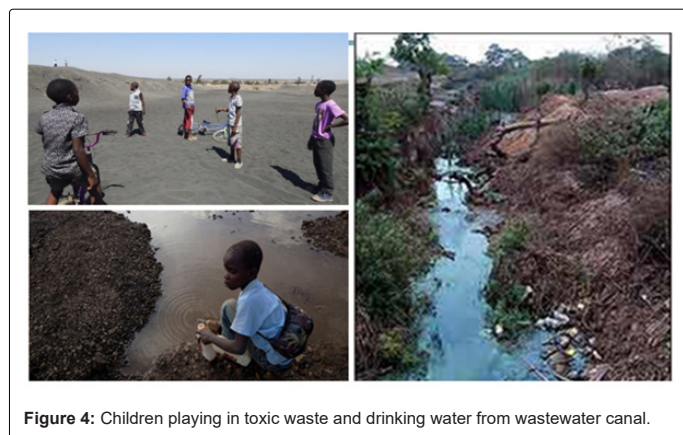 Figure 4: Children playing in toxic waste and drinking water from wastewater canal.